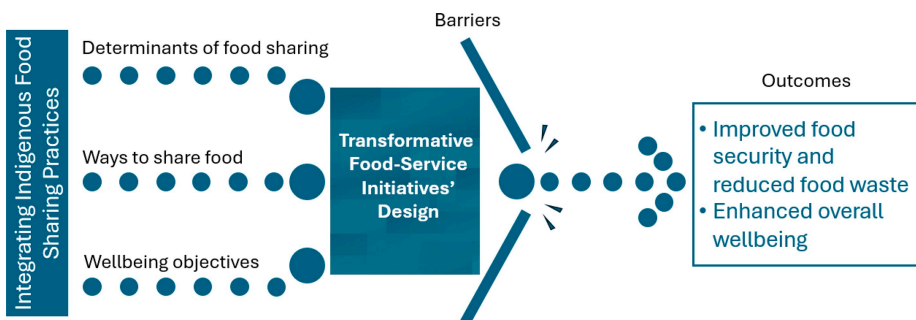 Integrating Indigenous Food
Sharing Practices
Determinants of food sharing
Ways to share food
Wellbeing objectives
Transformative
Food-Service
Initiatives’
Design
Barriers
Outcomes
• Improved food
security and
reduced food waste
• Enhanced overall
wellbeing